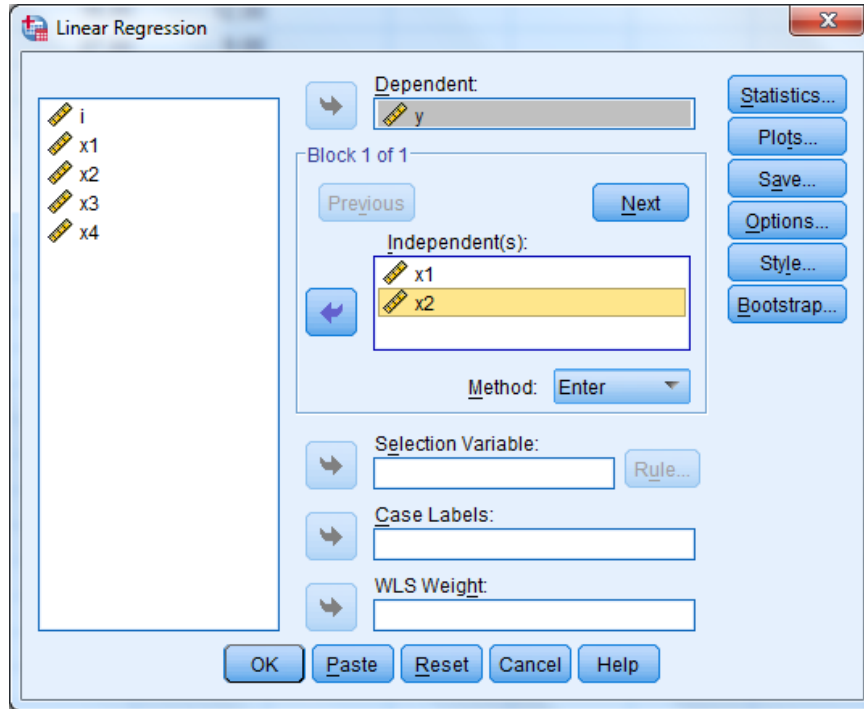 Linear Regression
x
i
x1
x2
x3
x4
Dependent:
y
Block 1 of 1
Previous
Next
Independent(s):
x1
x2
Method: Enter
Selection Variable:
Rule...
Case Labels:
WLS Weight:
Statistics...
Plots...
Save...
Options...
Style...
Bootstrap...
OK Paste Reset Cancel Help